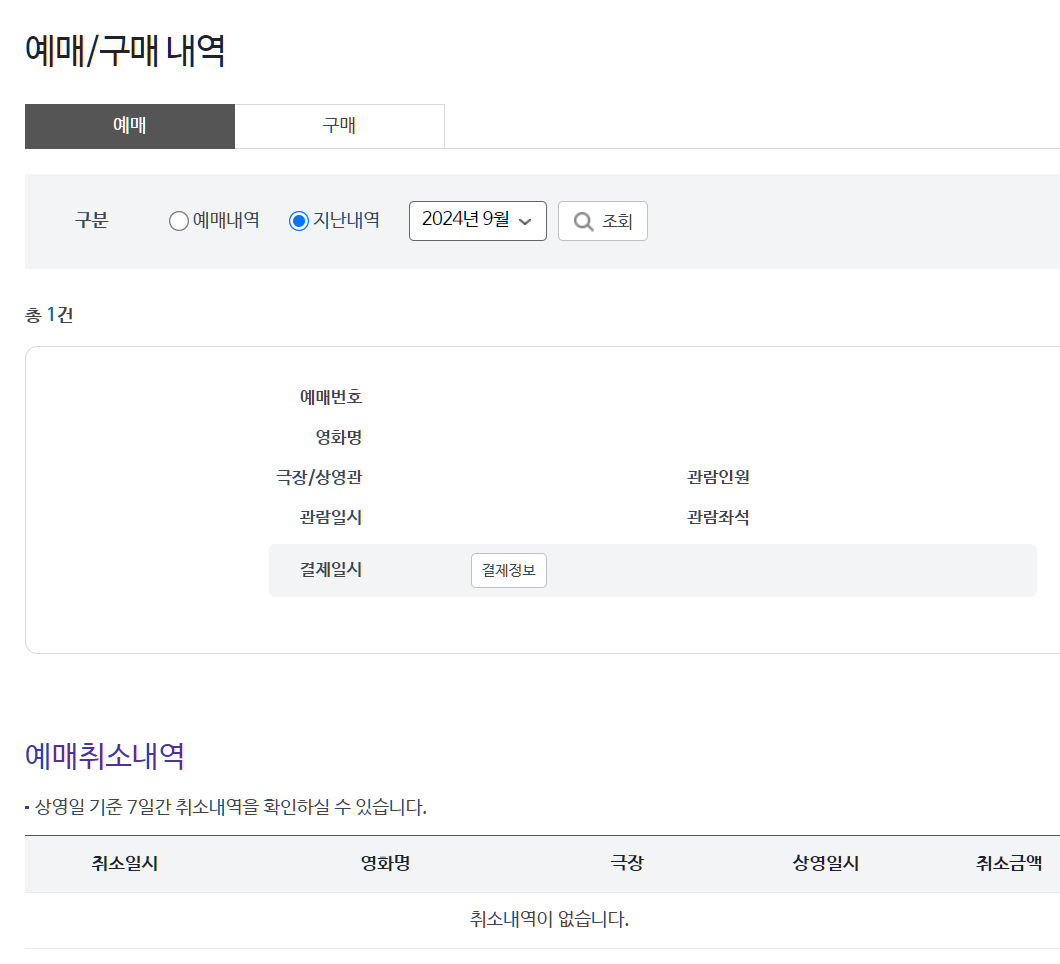 예매/구매 내역
예매 구매
구분 예매내역 지난내역 2024년 9월 조회
총 1건
예매번호
영화명
극장/상영관 관람인원
관람일시 관람좌석
결제일시 결제정보
예매취소내역
상영일 기준 7일간 취소내역을 확인하실 수 있습니다.
취소일시 영화명 극장 상영일시 취소금액
취소내역이 없습니다.